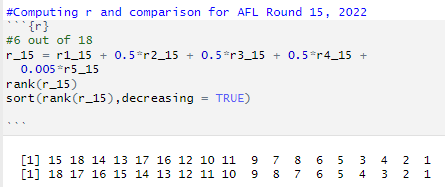 #Computing r and comparison for AFL Round 15, 2022
```{r}
#6 out of 18
r_15 = r1_15 + 0.5*r2_15 + 0.5*r3_15 + 0.5*r4_15 +
0.005*r5_15
rank(r_15)
sort(rank(r_15),decreasing = TRUE)
```
[1] 15 18 14 13 17 16 12 10 11 9 7 8 6 5 3 4 2 1
[1] 18 17 16 15 14 13 12 11 10 9 8 7 6 5 4 3 2 1